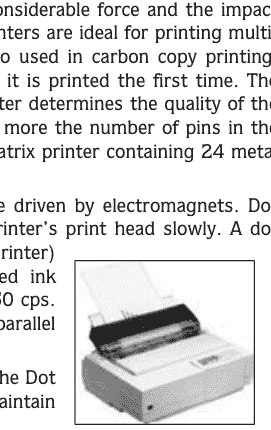 onsiderable force and the impac
nters are ideal for printing multi
o used in carbon copy printing
it is printed the first time. The
ter determines the quality of the
more the number of pins in the
atrix printer containing 24 meta
e driven by electromagnets. Do
rinter's print head slowly. A do
rinter)
ed ink
50 cps.
parallel
he Dot
aintain